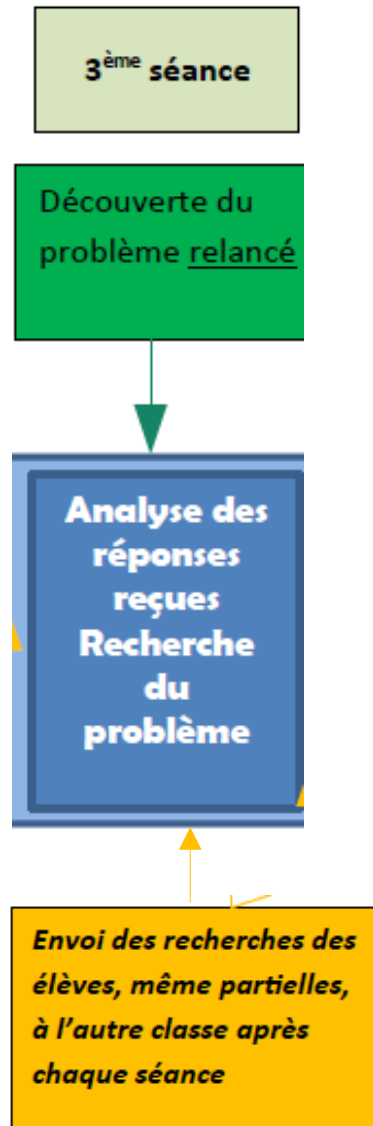 3ème séance
Découverte du
problème relancé
Analyse des
réponses
reçues
Recherche
du
problème
Envoi des recherches des
élèves, même partielles,
à l'autre classe après
chaque séance